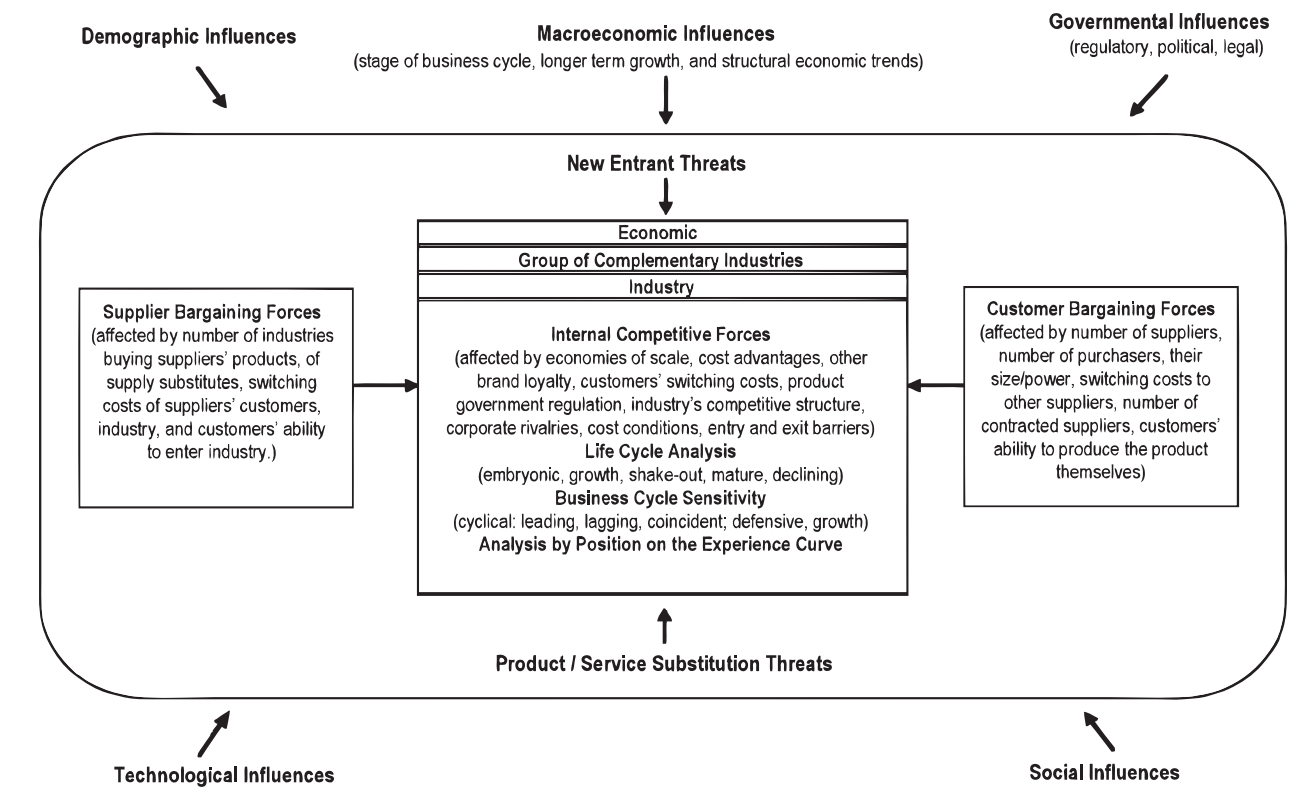 Demographic Influences
Macroeconomic Influences
(stage of business cycle, longer term growth, and structural economic trends)
Governmental Influences
(regulatory, political, legal)
New Entrant Threats
Economic
Group of Complementary Industries
Industry
Supplier Bargaining Forces
(affected by number of industries
buying suppliers' products, of
supply substitutes, switching
costs of suppliers' customers,
industry, and customers' ability
to enter industry.)
Internal Competitive Forces
(affected by economies of scale, cost advantages, other
brand loyalty, customers' switching costs, product
government regulation, industry's competitive structure,
corporate rivalries, cost conditions, entry and exit barriers)
Life Cycle Analysis
(embryonic, growth, shake-out, mature, declining)
Business Cycle Sensitivity
(cyclical: leading, lagging, coincident; defensive, growth)
Analysis by Position on the Experience Curve
Customer Bargaining Forces
(affected by number of suppliers,
number of purchasers, their
size/power, switching costs to
other suppliers, number of
contracted suppliers, customers'
ability to produce the product
themselves)
Product / Service Substitution Threats
Technological Influences
Social Influences